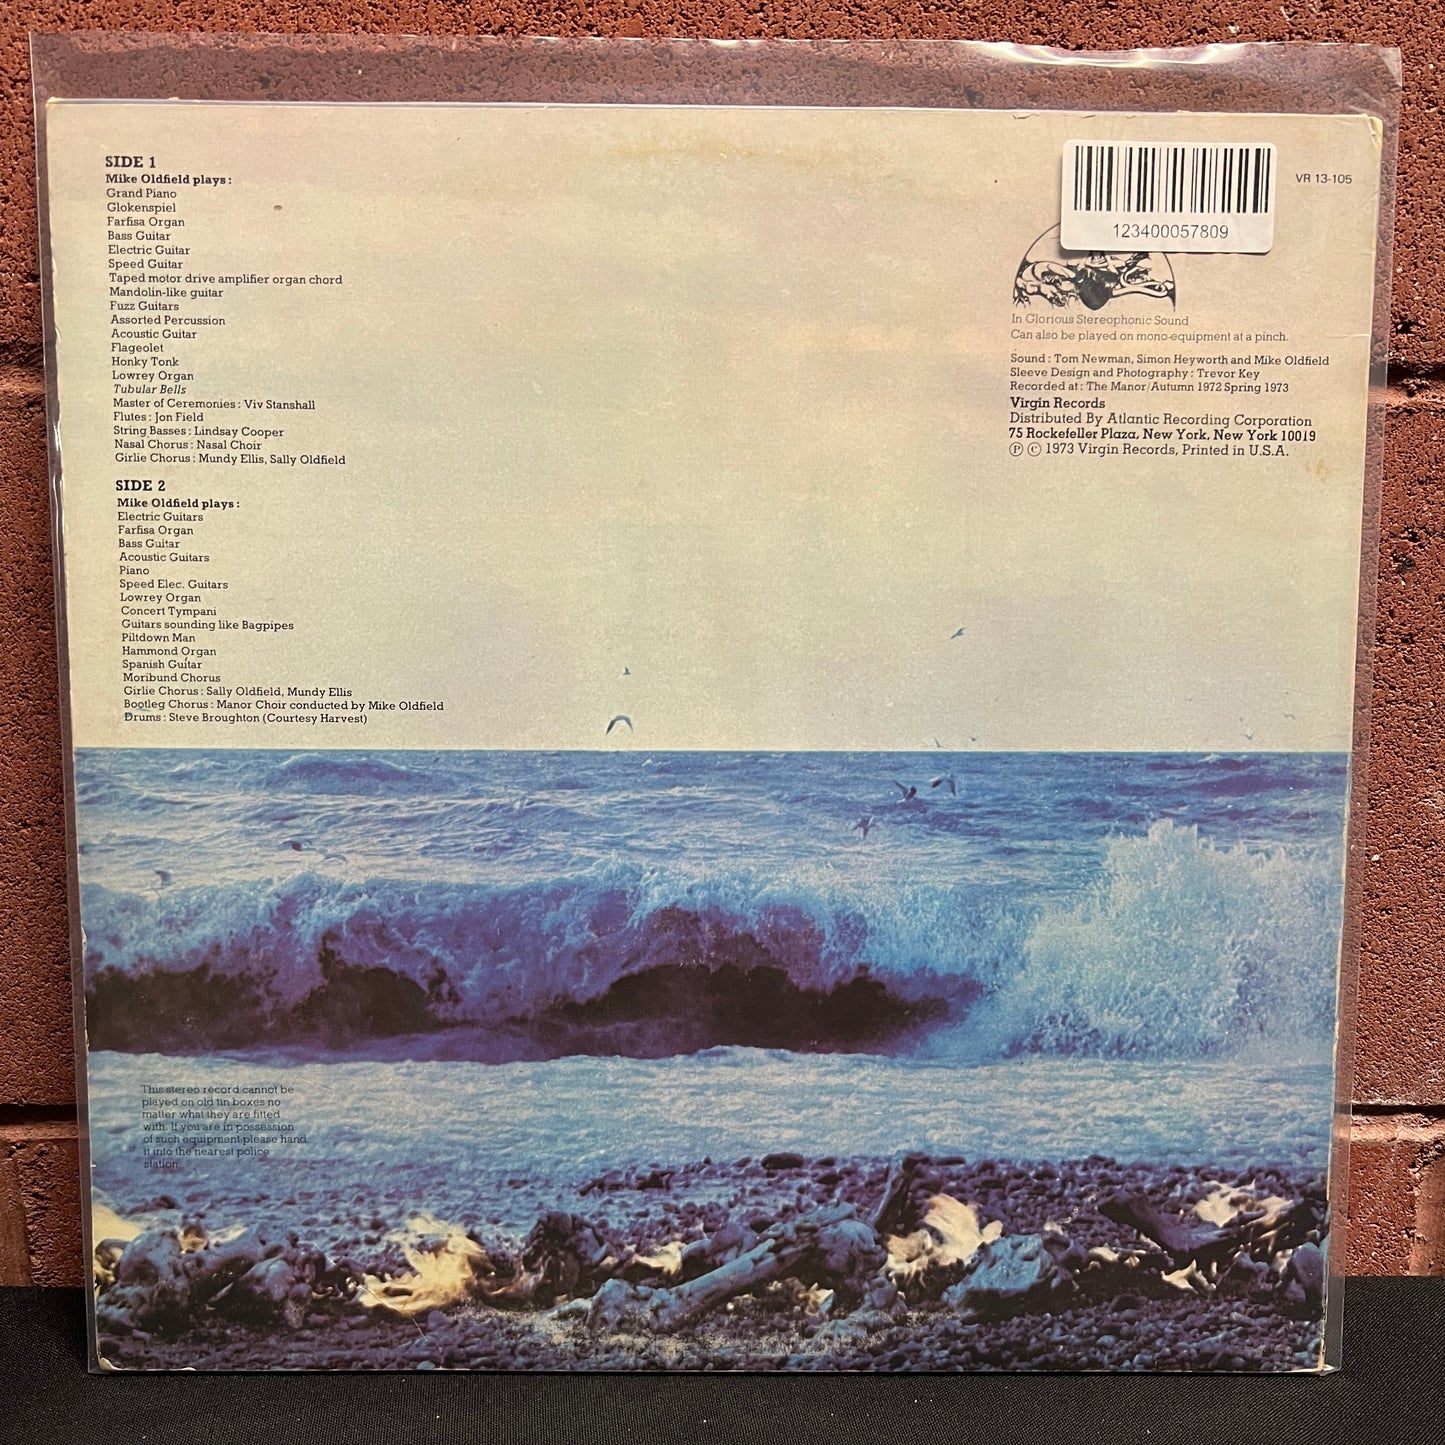 SIDE 1
Mike Oldfield plays :
Grand Piano
Glokenspiel
Farfisa Organ
Bass Guitar
Electric Guitar
Speed Guitar
Taped motor drive amplifier organ chord
Mandolin-like guitar
Fuzz Guitars
Assorted Percussion
Acoustic Guitar
Flageolet
Honky Tonk
Lowrey Organ
Tubular Bells
Master of Ceremonies : Viv Stanshall
Flutes : Jon Field
String Basses : Lindsay Cooper
Nasal Chorus : Nasal Choir
Girlie Chorus : Mundy Ellis, Sally Oldfield
SIDE 2
Mike Oldfield plays :
Electric Guitars
Farfisa Organ
Bass Guitar
Acoustic Guitars
Piano
Speed Elec. Guitars
Lowrey Organ
Concert Tympani
Guitars sounding like Bagpipes
Piltdown Man
Hammond Organ
Spanish Guitar
Moribund Chorus
Girlie Chorus : Sally Oldfield, Mundy Ellis
Bootleg Chorus : Manor Choir conducted by Mike Oldfield
Drums : Steve Broughton (Courtesy Harvest)
123400057809
VR 13-105
In Glorious Stereophonic Sound
Can also be played on mono-equipment at a pinch.
Sound : Tom Newman, Simon Heyworth and Mike Oldfield
Sleeve Design and Photography : Trevor Key
Recorded at : The Manor/Autumn 1972 Spring 1973
Virgin Records
Distributed By Atlantic Recording Corporation
75 Rockefeller Plaza, New York, New York 10019
Ⓟ © 1973 Virgin Records, Printed in U.S.A.
This stereo record cannot be
played on old tin boxes no
matter what they are fitted
with. If you are in possession
of such equipment please hand
it into the nearest police
station.